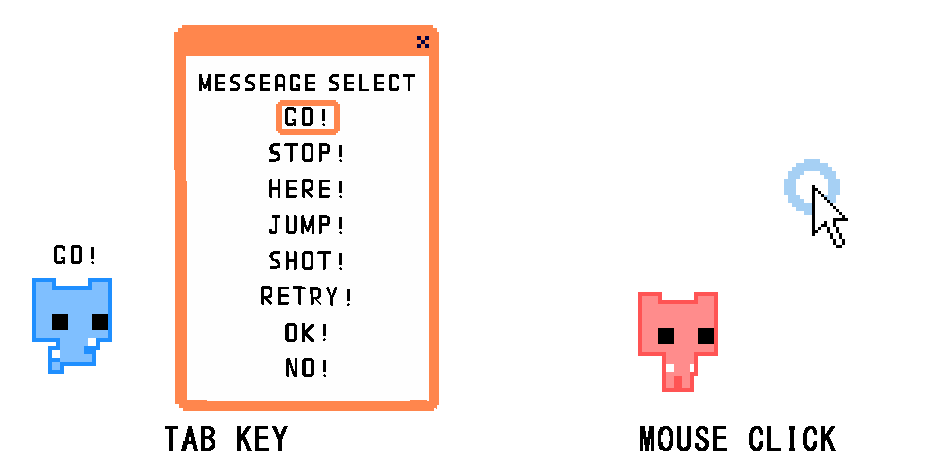 ×
MESSEAGE SELECT
GO!
STOP!
HERE!
JUMP!
SHOT!
RETRY!
OK!
NO!
GO!
TAB KEY
MOUSE CLICK